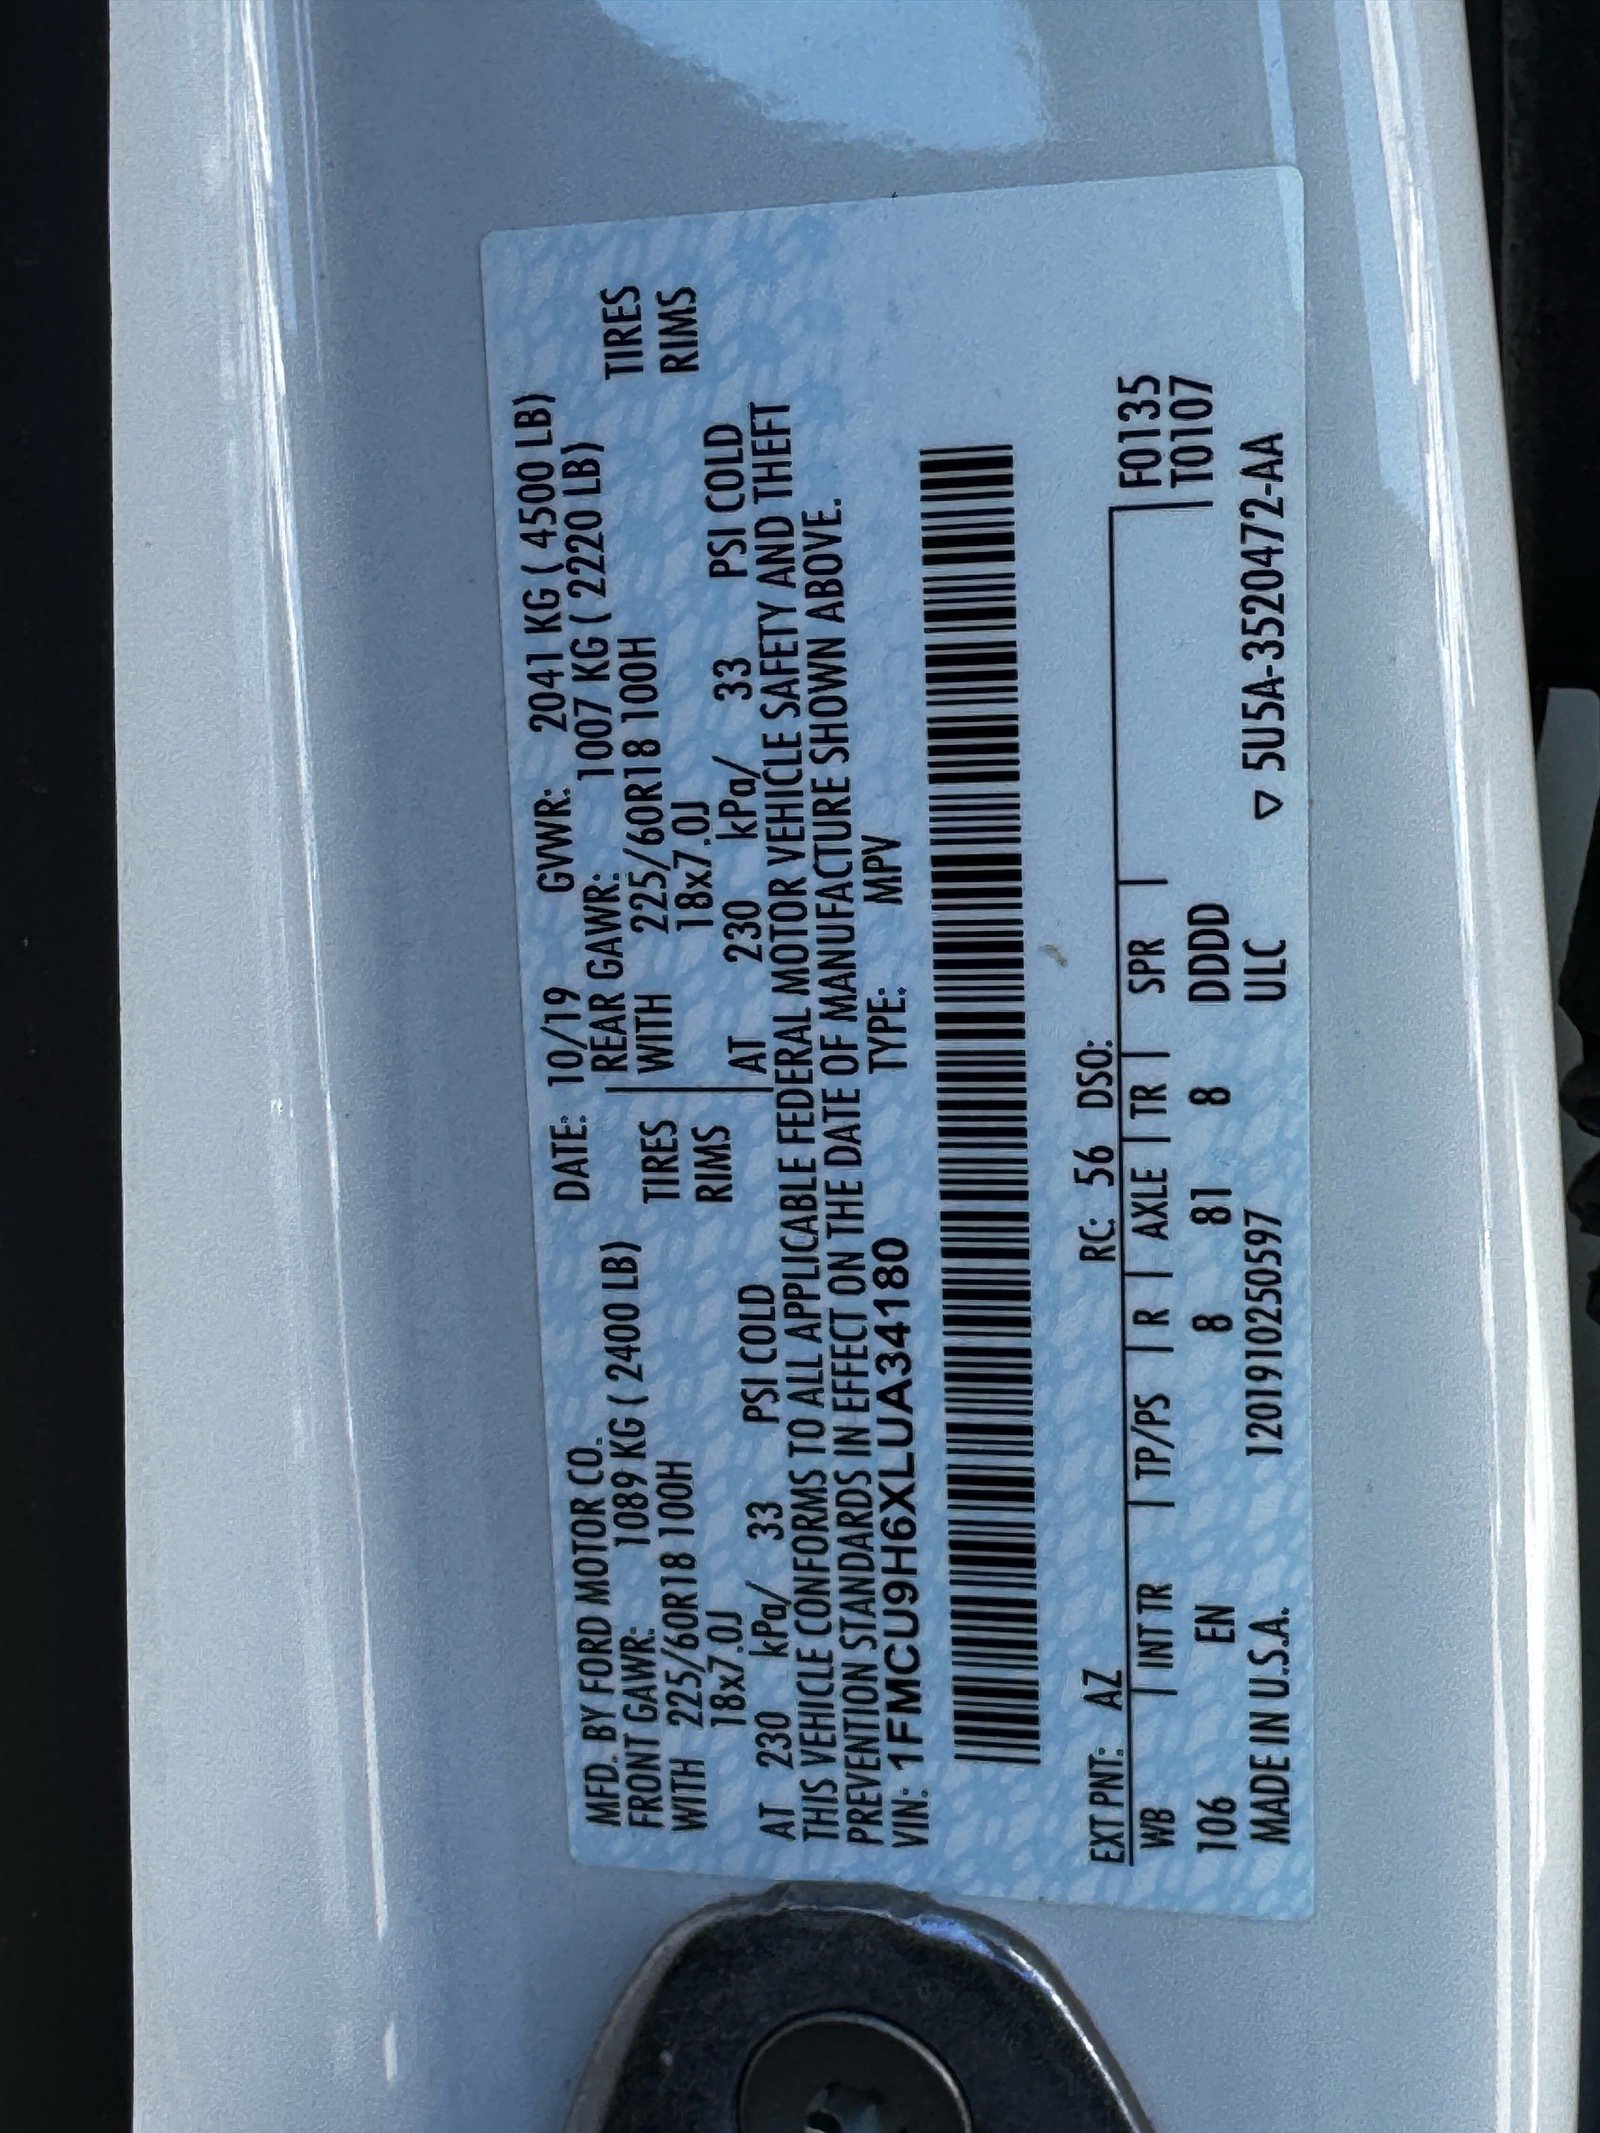 MFD. BY FORD MOTOR CO. DATE: 10/19 GVWR: 2041 KG ( 4500 LB)
FRONT GAWR: 1089 KG ( 2400 LB) REAR GAWR: 1007 KG ( 2220 LB)
WITH 225/60R18 100H TIRES WITH 225/60R18 100H TIRES
18x7.0J RIMS 18x7.0J RIMS
AT 230 kPa/ 33 PSI COLD AT 230 kPa/ 33 PSI COLD
THIS VEHICLE CONFORMS TO ALL APPLICABLE FEDERAL MOTOR VEHICLE SAFETY AND THEFT
PREVENTION STANDARDS IN EFFECT ON THE DATE OF MANUFACTURE SHOWN ABOVE.
VIN: 1FMCU9H6XLUA34180 TYPE: MPV
EXT PNT: AZ RC: 56 DSO:
WB INT TR TP/PS R AXLE TR SPR F0135
T0107
106 EN 8 81 8 DDDD
MADE IN U.S.A. 120191025059​7 ULC ▽ 5U5A-3520472-AA